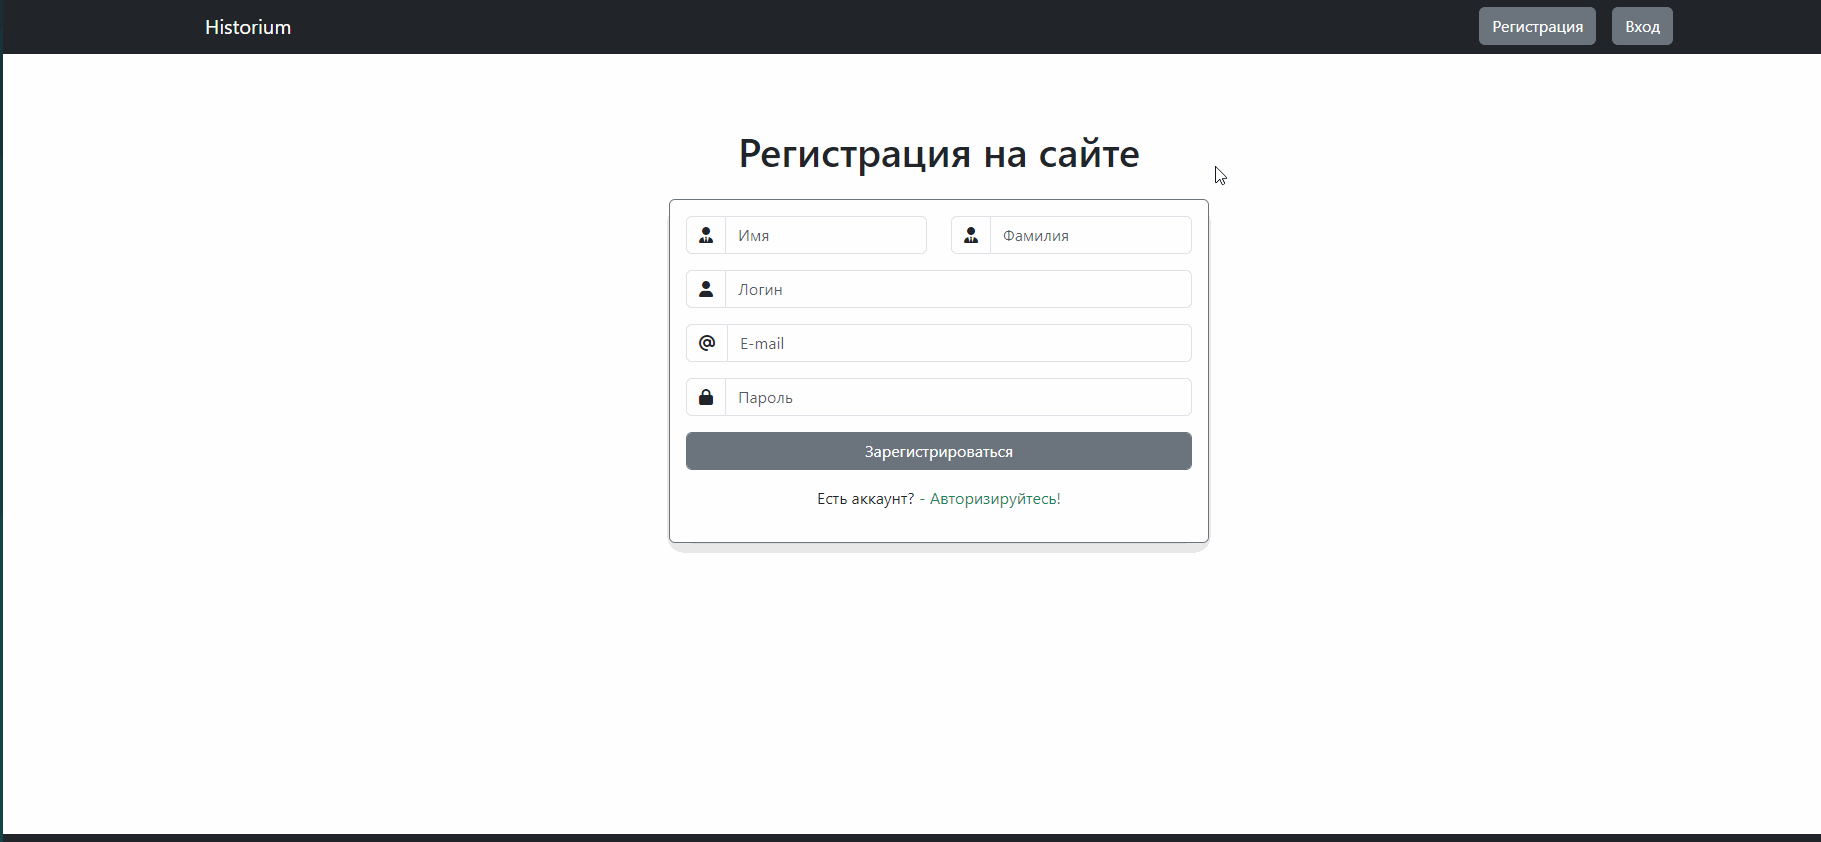 Historium
Регистрация Вход
Регистрация на сайте
Имя Фамилия
Логин
@ E-mail
Пароль
Зарегистрироваться
Есть аккаунт? - Авторизируйтесь!